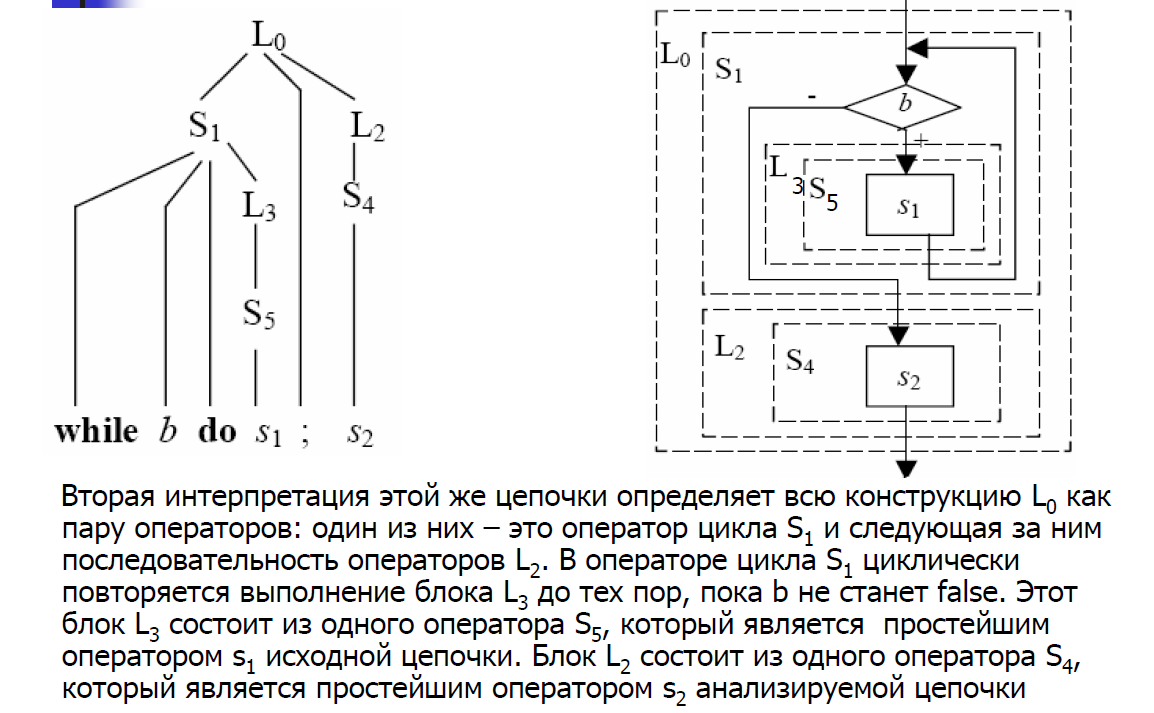 L₀
S₁
L₂
L₃
S₄
S₅
while b do s₁ ; s₂
L₀
S₁
b
-
+
L₃
S₅
s₁
L₂
S₄
s₂
Вторая интерпретация этой же цепочки определяет всю конструкцию L₀ как
пару операторов: один из них – это оператор цикла S₁ и следующая за ним
последовательность операторов L₂. В операторе цикла S₁ циклически
повторяется выполнение блока L₃ до тех пор, пока b не станет false. Этот
блок L₃ состоит из одного оператора S₅, который является простейшим
оператором s₁ исходной цепочки. Блок L₂ состоит из одного оператора S₄,
который является простейшим оператором s₂ анализируемой цепочки